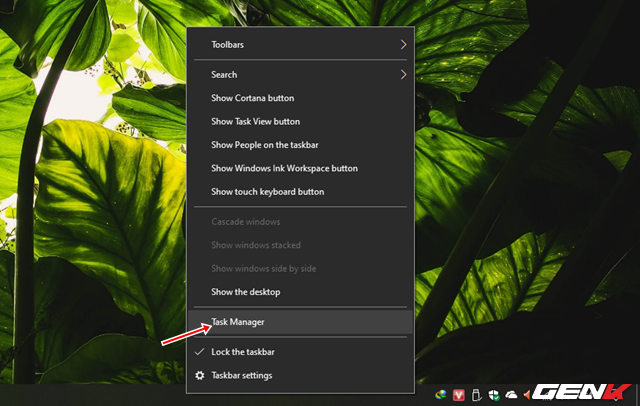 Toolbars
Search
Show Cortana button
Show Task View button
Show People on the taskbar
Show Windows Ink Workspace button
Show touch keyboard button
Cascade windows
Show windows stacked
Show windows side by side
Show the desktop
Task Manager
Lock the taskbar
Taskbar settings
GENK